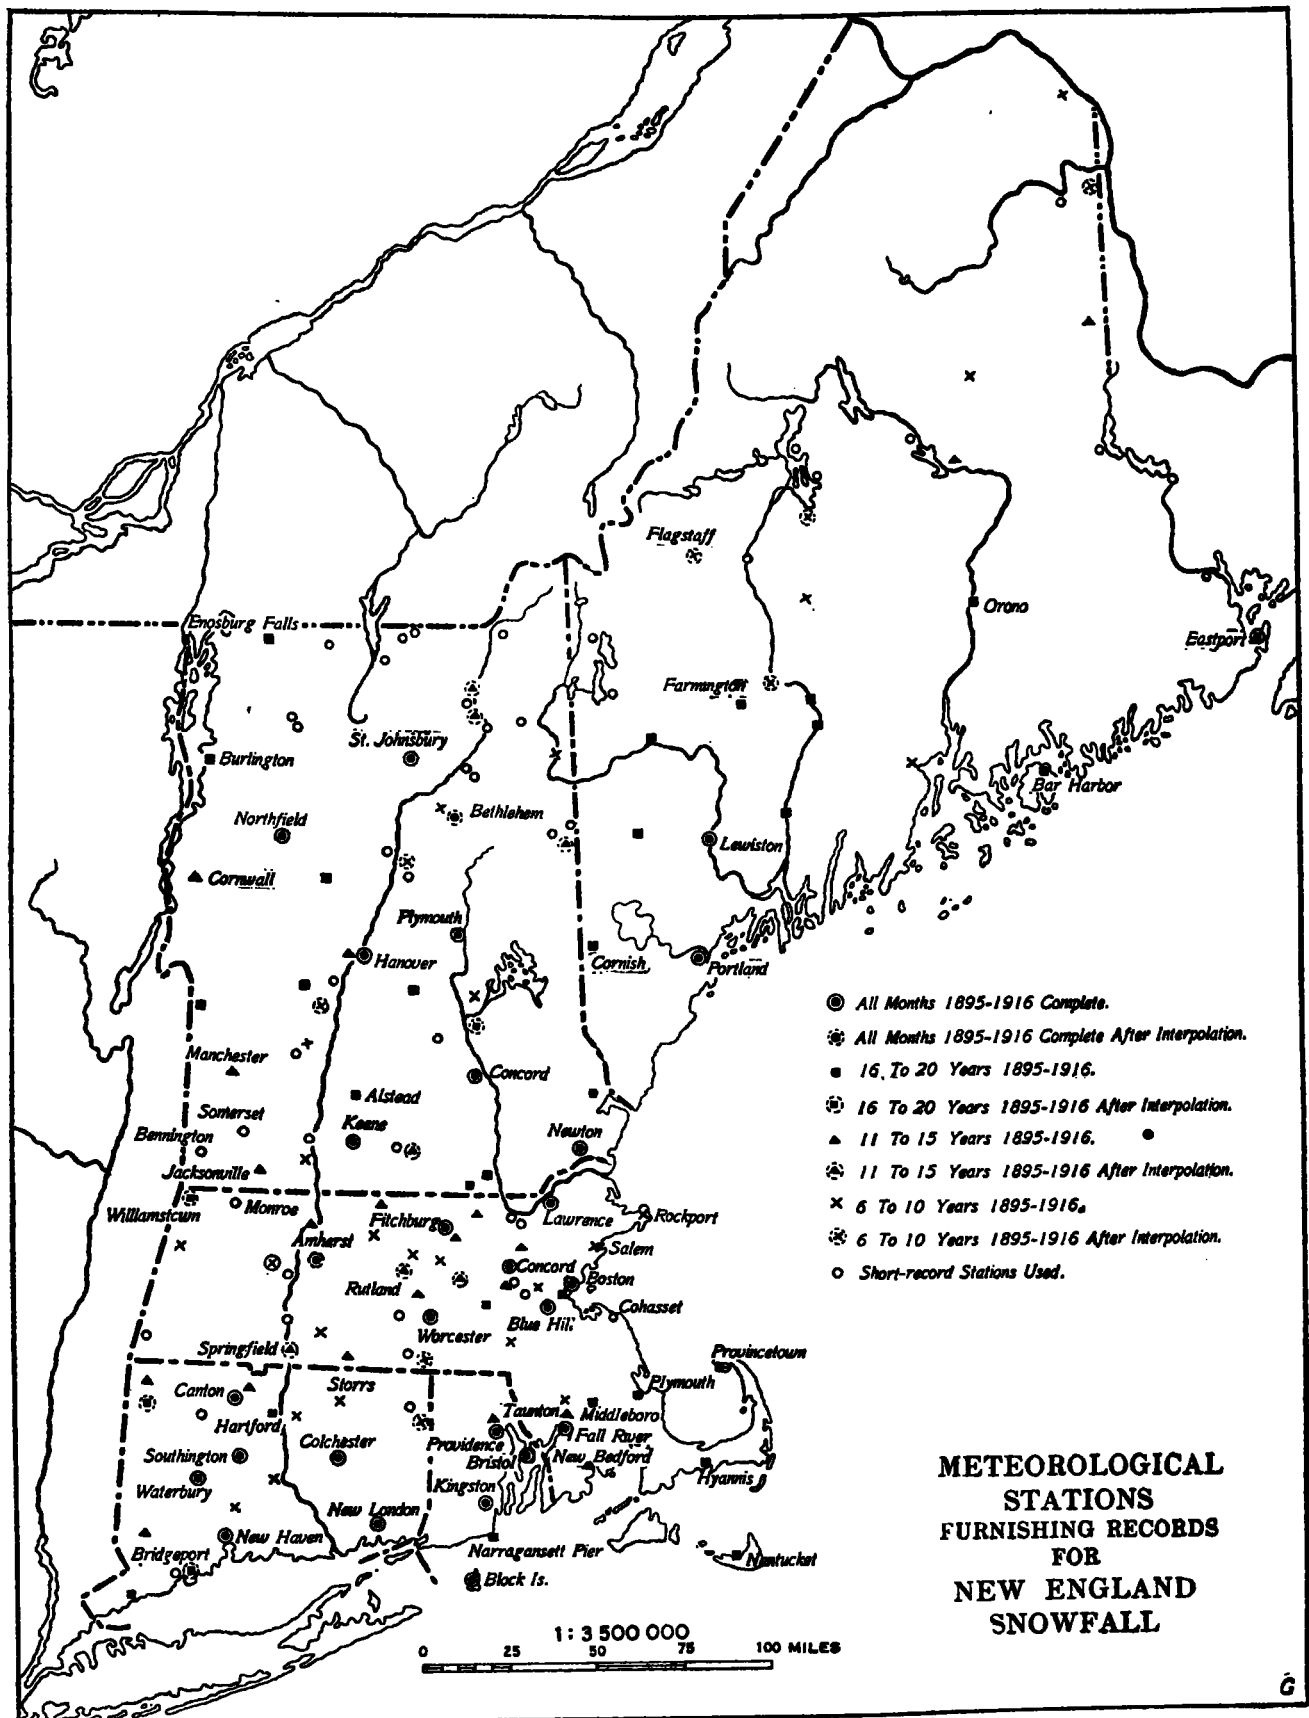 Flagstaff
Orono
Enosburg Falls
Eastport
Farmington
St. Johnsbury
Burlington
Bar Harbor
Bethlehem
Northfield
Lewiston
Cornwall
Plymouth
Hanover
Cornish
Portland
Manchester
Concord
Alstead
Somerset
Keene
Bennington
Newton
Jacksonville
Williamstown
Monroe
Fitchburg
Lawrence
Rockport
Amherst
Salem
Concord
Boston
Rutland
Cohasset
Worcester
Blue Hill
Springfield
Provincetown
Storrs
Plymouth
Canton
Taunton
Middleboro
Hartford
Fall River
Colchester
Providence
Southington
Bristol
New Bedford
Hyannis
Waterbury
Kingston
New London
New Haven
Narragansett Pier
Nantucket
Bridgeport
Block Is.
All Months 1895-1916 Complete.
All Months 1895-1916 Complete After Interpolation.
16 To 20 Years 1895-1916.
16 To 20 Years 1895-1916 After Interpolation.
11 To 15 Years 1895-1916.
11 To 15 Years 1895-1916 After Interpolation.
6 To 10 Years 1895-1916.
6 To 10 Years 1895-1916 After Interpolation.
Short-record Stations Used.
METEOROLOGICAL
STATIONS
FURNISHING RECORDS
FOR
NEW ENGLAND
SNOWFALL
1:3 500 000
0 25 50 75 100 MILES
G